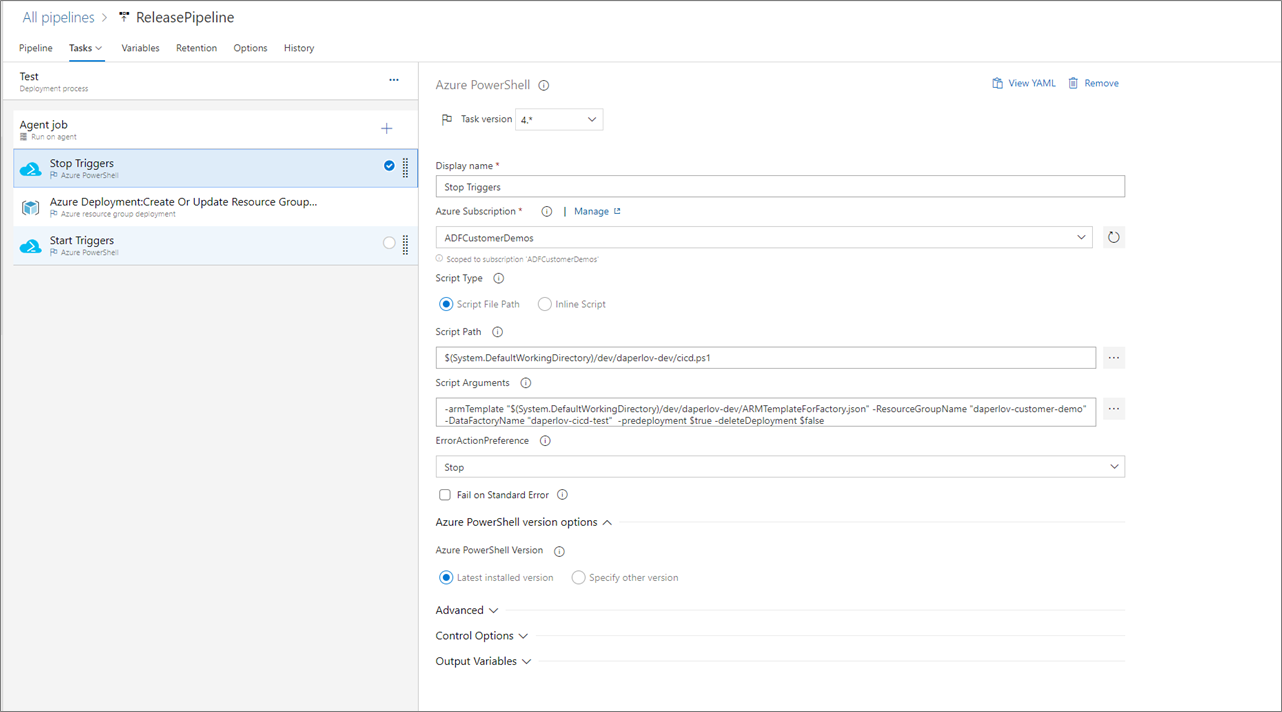 All pipelines > ReleasePipeline
Pipeline Tasks Variables Retention Options History
Test
Deployment process
...
Agent job
Run on agent
Stop Triggers
Azure PowerShell
Azure Deployment:Create Or Update Resource Group...
Azure resource group deployment
Start Triggers
Azure PowerShell
Azure PowerShell
View YAML Remove
Task version 4.*
Display name *
Stop Triggers
Azure Subscription * | Manage
ADFCustomerDemos
Scoped to subscription 'ADFCustomerDemos'
Script Type
Script File Path Inline Script
Script Path
$(System.DefaultWorkingDirectory)/dev/daperlov-dev/cicd.ps1
...
Script Arguments
-armTemplate "$(System.DefaultWorkingDirectory)/dev/daperlov-dev/ARMTemplateForFactory.json" -ResourceGroupName "daperlov-customer-demo"
-DataFactoryName "daperlov-cicd-test" -predeployment $true -deleteDeployment $false
...
ErrorActionPreference
Stop
Fail on Standard Error
Azure PowerShell version options
Azure PowerShell Version
Latest installed version Specify other version
Advanced
Control Options
Output Variables